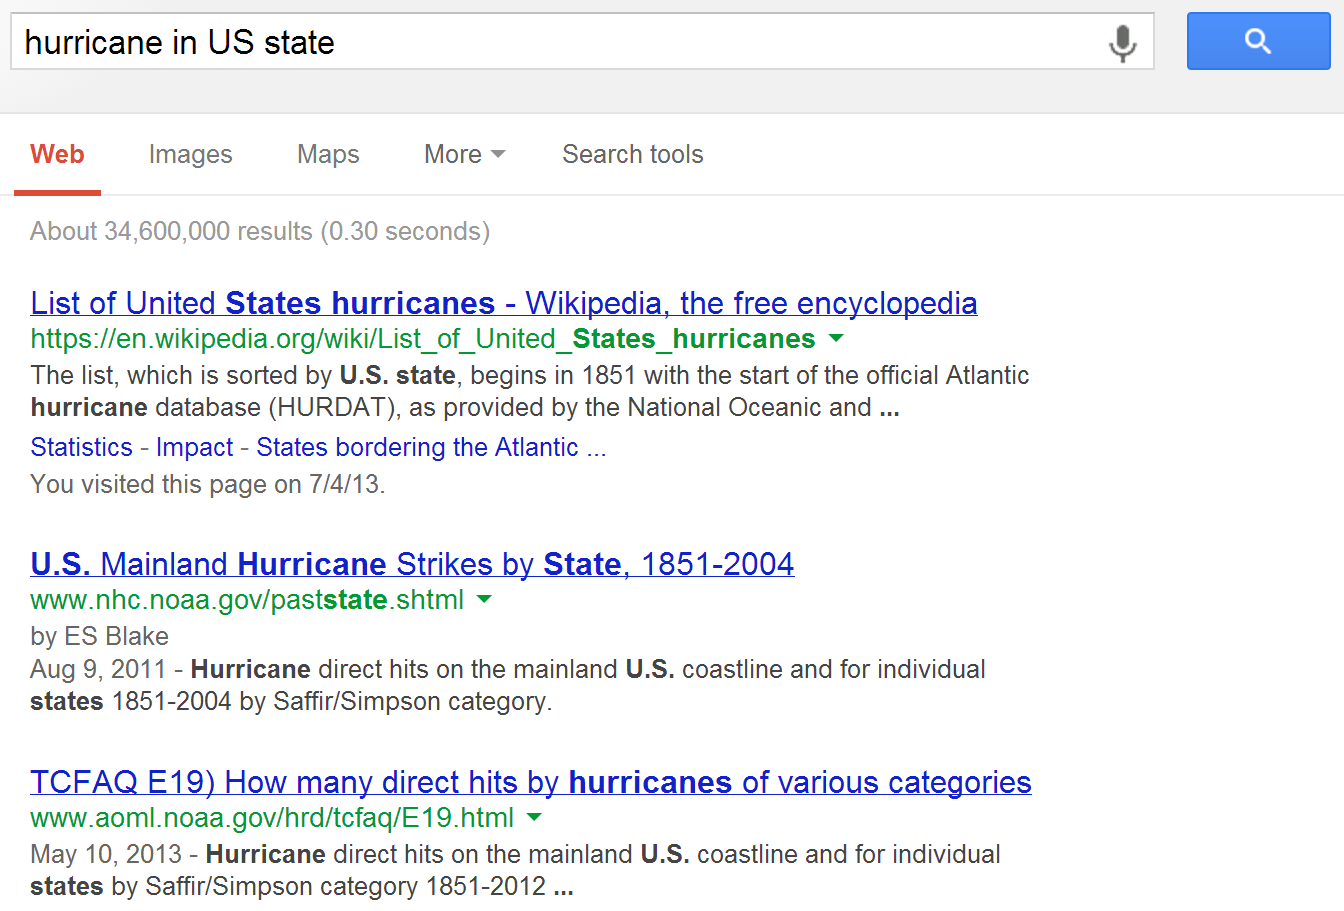 hurricane in US state
Web Images Maps More Search tools
About 34,600,000 results (0.30 seconds)
List of United States hurricanes - Wikipedia, the free encyclopedia
https://en.wikipedia.org/wiki/List_of_United_States_hurricanes
The list, which is sorted by U.S. state, begins in 1851 with the start of the official Atlantic
hurricane database (HURDAT), as provided by the National Oceanic and ...
Statistics - Impact - States bordering the Atlantic ...
You visited this page on 7/4/13.
U.S. Mainland Hurricane Strikes by State, 1851-2004
www.nhc.noaa.gov/paststate.shtml
by ES Blake
Aug 9, 2011 - Hurricane direct hits on the mainland U.S. coastline and for individual
states 1851-2004 by Saffir/Simpson category.
TCFAQ E19) How many direct hits by hurricanes of various categories
www.aoml.noaa.gov/hrd/tcfaq/E19.html
May 10, 2013 - Hurricane direct hits on the mainland U.S. coastline and for individual
states by Saffir/Simpson category 1851-2012 ...